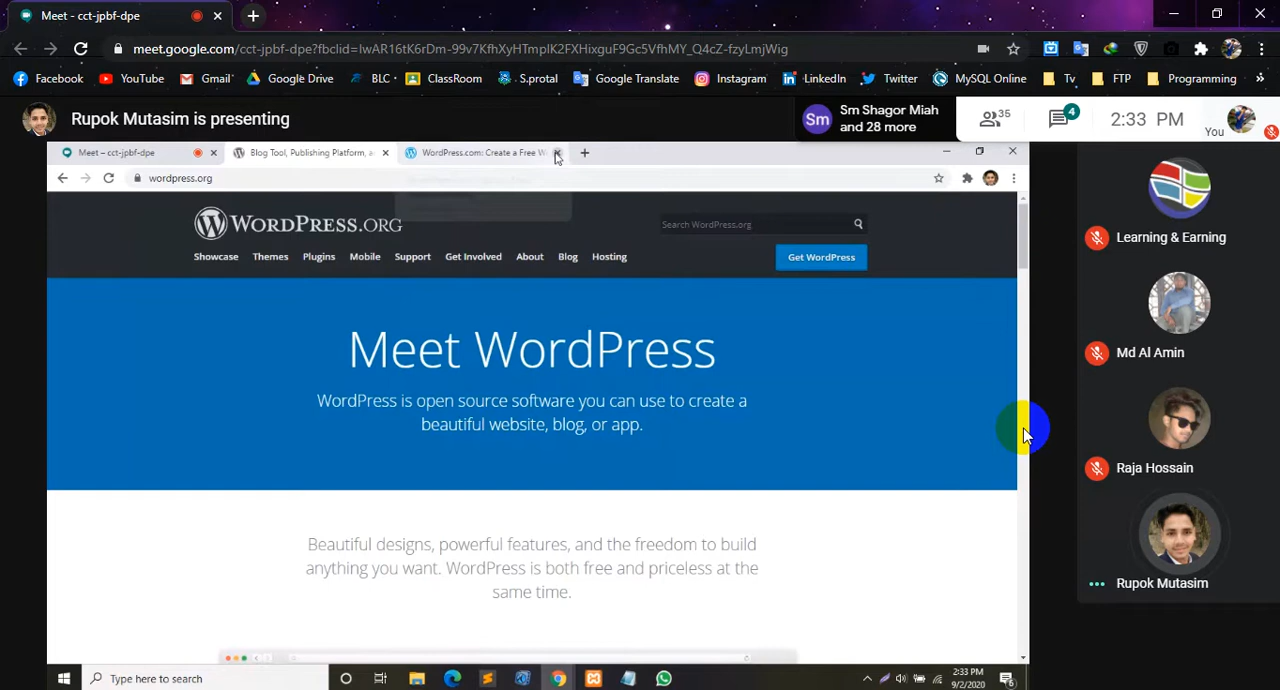 Meet - cct-jpbf-dpe
meet.google.com/cct-jpbf-dpe?fbclid=IwAR16tK6rDm-99v7KfhXyHTmpIK2FXHixguF9Gc5VfhMY_Q4cZ-fzyLmjWig
Facebook YouTube Gmail Google Drive BLC ClassRoom S.protal Google Translate Instagram LinkedIn Twitter MySQL Online Tv FTP Programming »
Rupok Mutasim is presenting
Sm
Sm Shagor Miah
and 28 more
35
4
2:33 PM
You
Meet – cct-jpbf-dpe
Blog Tool, Publishing Platform, a
WordPress.com: Create a Free W
wordpress.org
WORDPRESS.ORG
Search WordPress.org
Showcase Themes Plugins Mobile Support Get Involved About Blog Hosting
Get WordPress
Meet WordPress
WordPress is open source software you can use to create a
beautiful website, blog, or app.
Beautiful designs, powerful features, and the freedom to build
anything you want. WordPress is both free and priceless at the
same time.
Learning & Earning
Md Al Amin
Raja Hossain
Rupok Mutasim
Type here to search
2:33 PM
9/2/2020